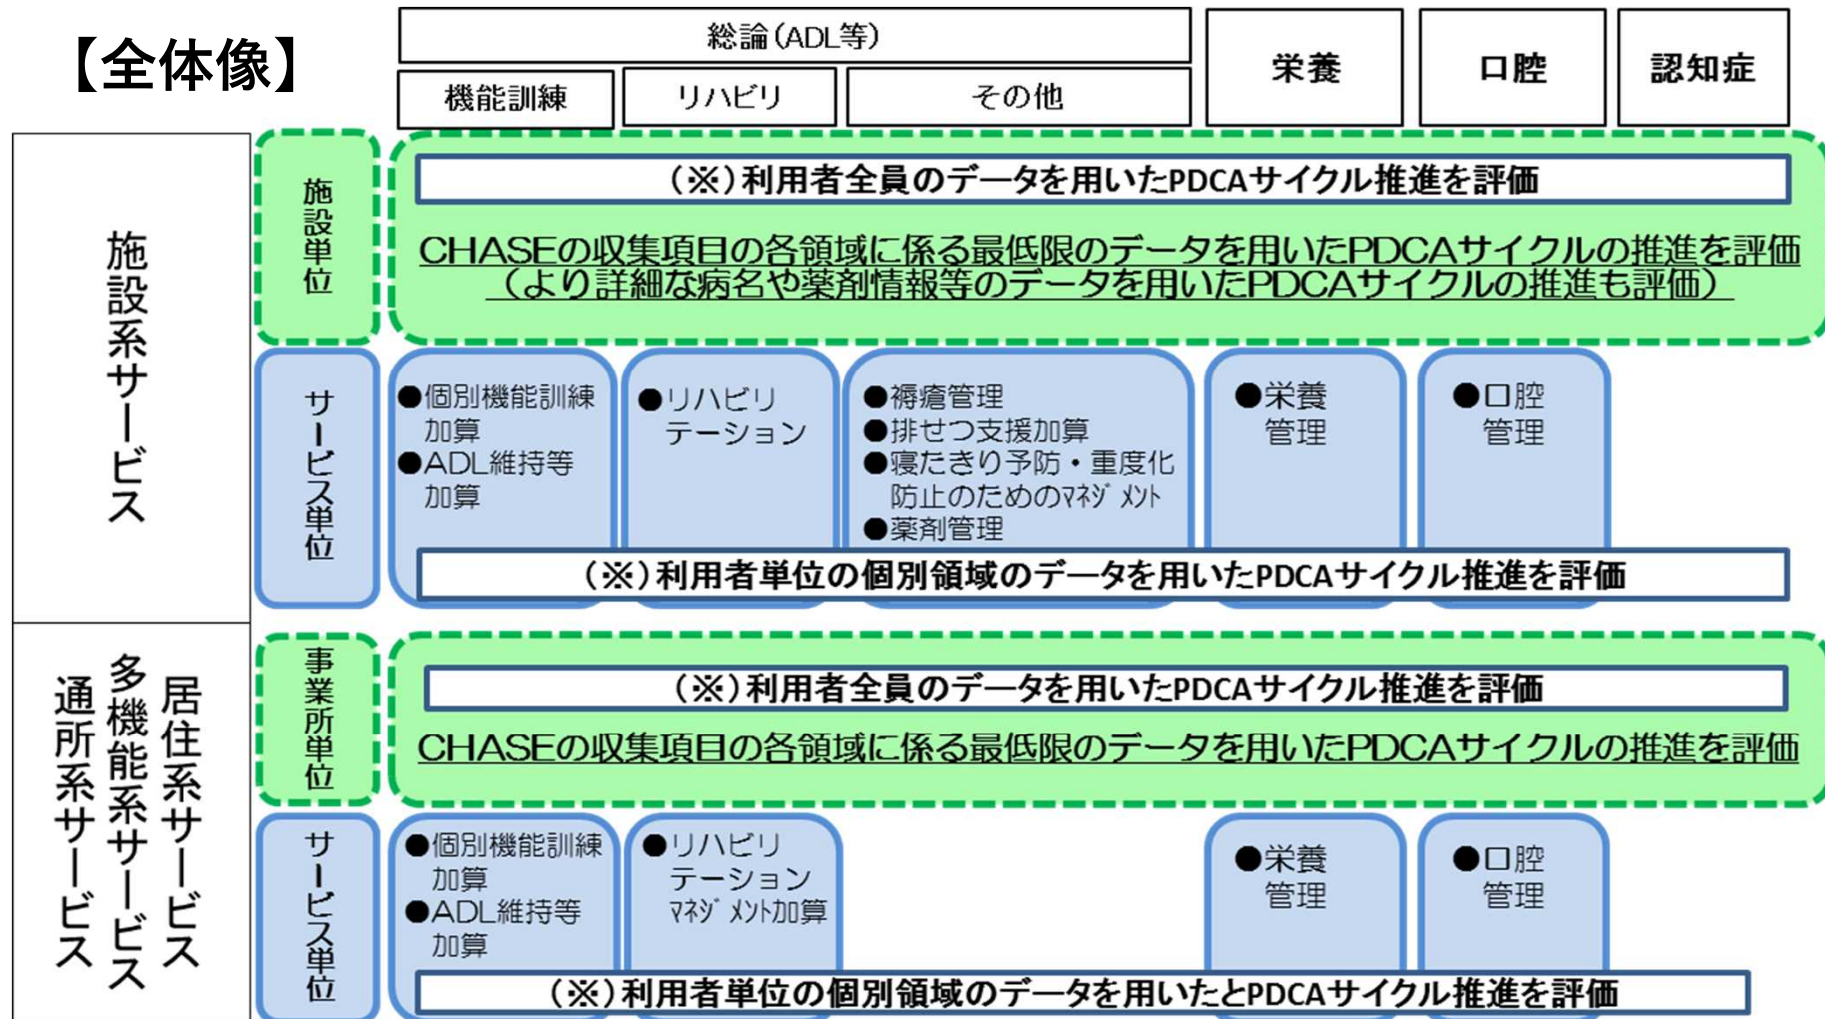 【全体像】
総論(ADL等)
機能訓練
リハビリ
その他
栄養
口腔
認知症
施設系サービス
施設単位
(※)利用者全員のデータを用いたPDCAサイクル推進を評価
CHASEの収集項目の各領域に係る最低限のデータを用いたPDCAサイクルの推進を評価
(より詳細な病名や薬剤情報等のデータを用いたPDCAサイクルの推進も評価)
サービス単位
●個別機能訓練
加算
●ADL維持等
加算
●リハビリ
テーション
●褥瘡管理
●排せつ支援加算
●寝たきり予防・重度化
防止のためのマネジメント
●薬剤管理
●栄養
管理
●口腔
管理
(※)利用者単位の個別領域のデータを用いたPDCAサイクル推進を評価
居住系サービス
多機能系サービス
通所系サービス
事業所単位
(※)利用者全員のデータを用いたPDCAサイクル推進を評価
CHASEの収集項目の各領域に係る最低限のデータを用いたPDCAサイクルの推進を評価
サービス単位
●個別機能訓練
加算
●ADL維持等
加算
●リハビリ
テーション
マネジメント加算
●栄養
管理
●口腔
管理
(※)利用者単位の個別領域のデータを用いたとPDCAサイクル推進を評価